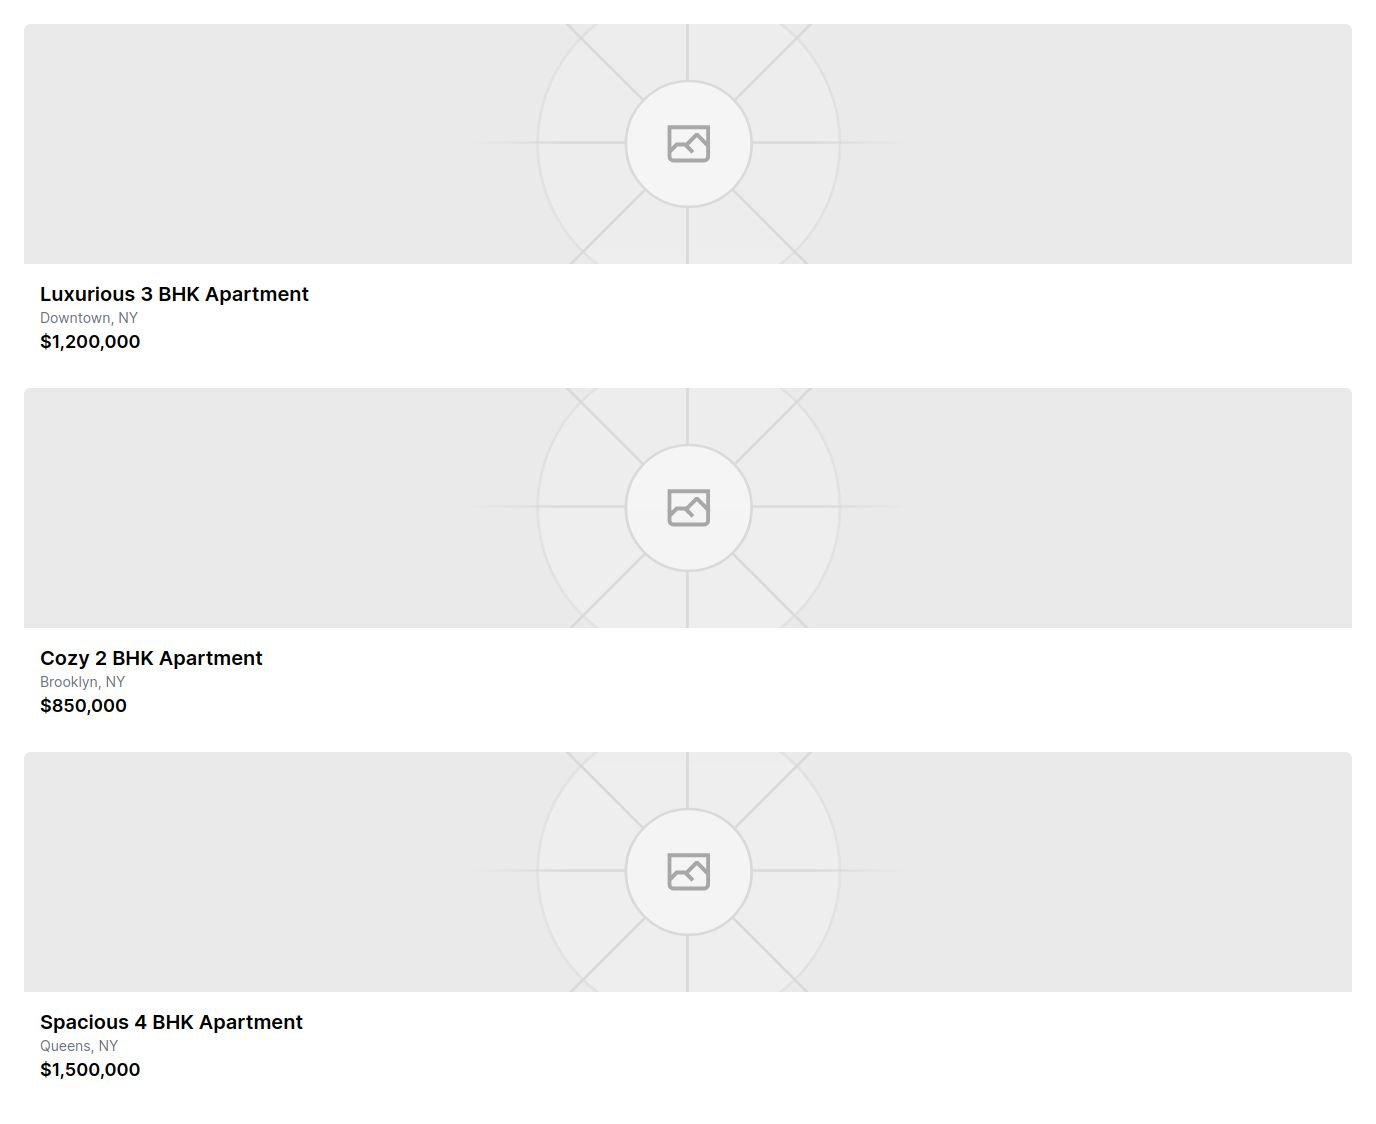 Luxurious 3 BHK Apartment
Downtown, NY
$1,200,000
Cozy 2 BHK Apartment
Brooklyn, NY
$850,000
Spacious 4 BHK Apartment
Queens, NY
$1,500,000